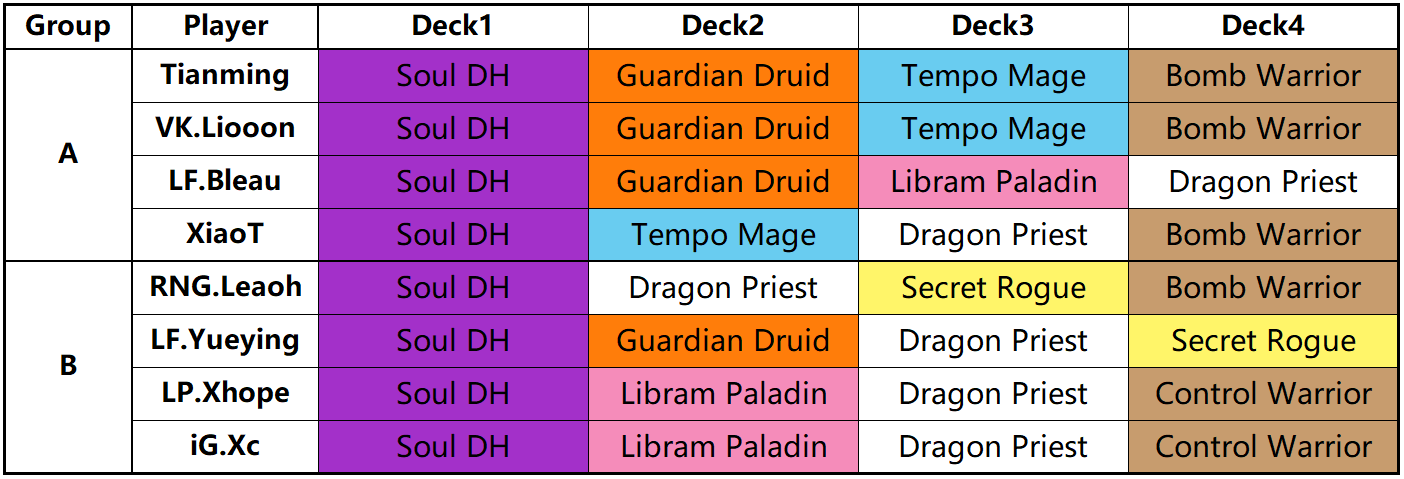 Group Player Deck1 Deck2 Deck3 Deck4
Tianming Soul DH Guardian Druid Tempo Mage Bomb Warrior
VK.Liooon Soul DH Guardian Druid Tempo Mage Bomb Warrior
A
LF.Bleau Soul DH Guardian Druid Libram Paladin Dragon Priest
XiaoT Soul DH Tempo Mage Dragon Priest Bomb Warrior
RNG.Leaoh Soul DH Dragon Priest Secret Rogue Bomb Warrior
LF.Yueying Soul DH Guardian Druid Dragon Priest Secret Rogue
B
LP.Xhope Soul DH Libram Paladin Dragon Priest Control Warrior
iG.Xc Soul DH Libram Paladin Dragon Priest Control Warrior